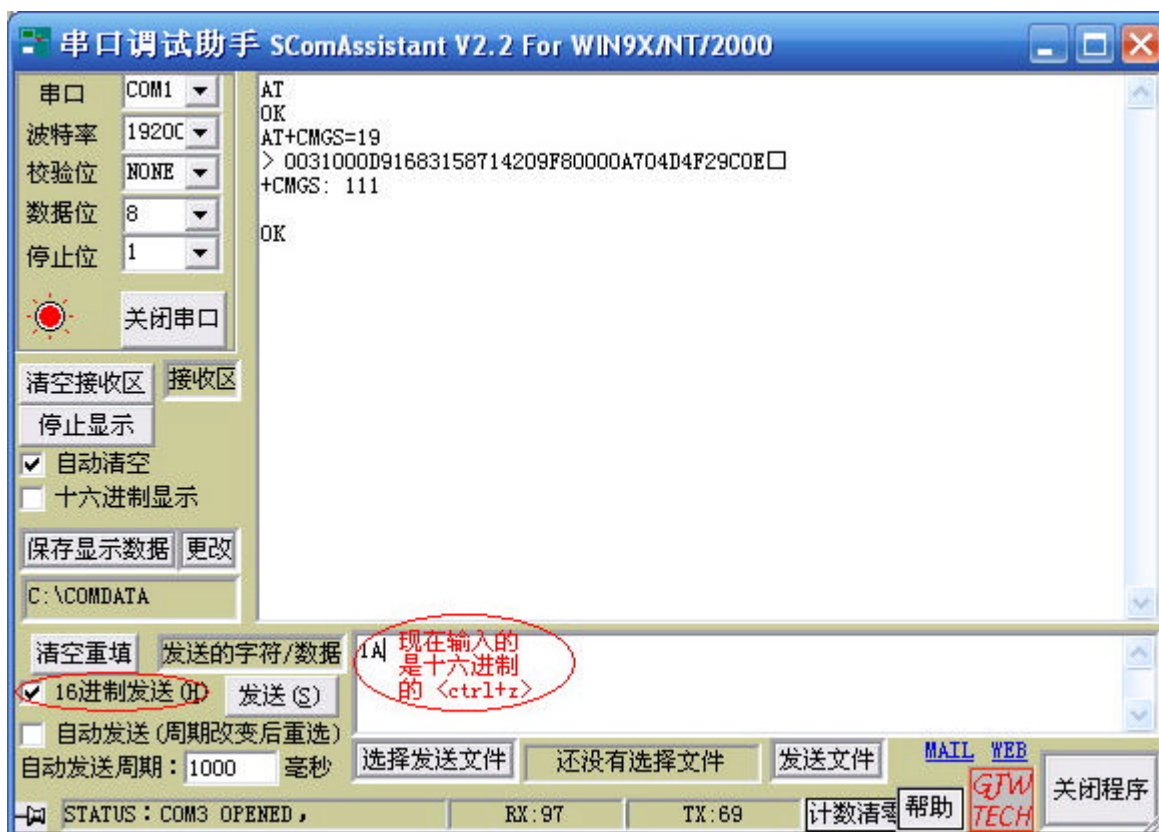 串口调试助手 SComAssistant V2.2 For WIN9X/NT/2000
串口 COM1
波特率 1920C
校验位 NONE
数据位 8
停止位 1
关闭串口
清空接收区 接收区
停止显示
自动清空
十六进制显示
保存显示数据 更改
C:\COMDATA
AT
OK
AT+CMGS=19
> 0031000D91683158714209F80000A704D4F29C0E□
+CMGS: 111
OK
清空重填 发送的字符/数据
16进制发送(H) 发送(S)
自动发送(周期改变后重选)
自动发送周期：1000 毫秒
1A
现在输入的
是十六进制
的 <ctrl+z>
选择发送文件 还没有选择文件 发送文件
MAIL WEB
GJW
TECH
关闭程序
STATUS：COM3 OPENED， RX:97 TX:69 计数清零 帮助